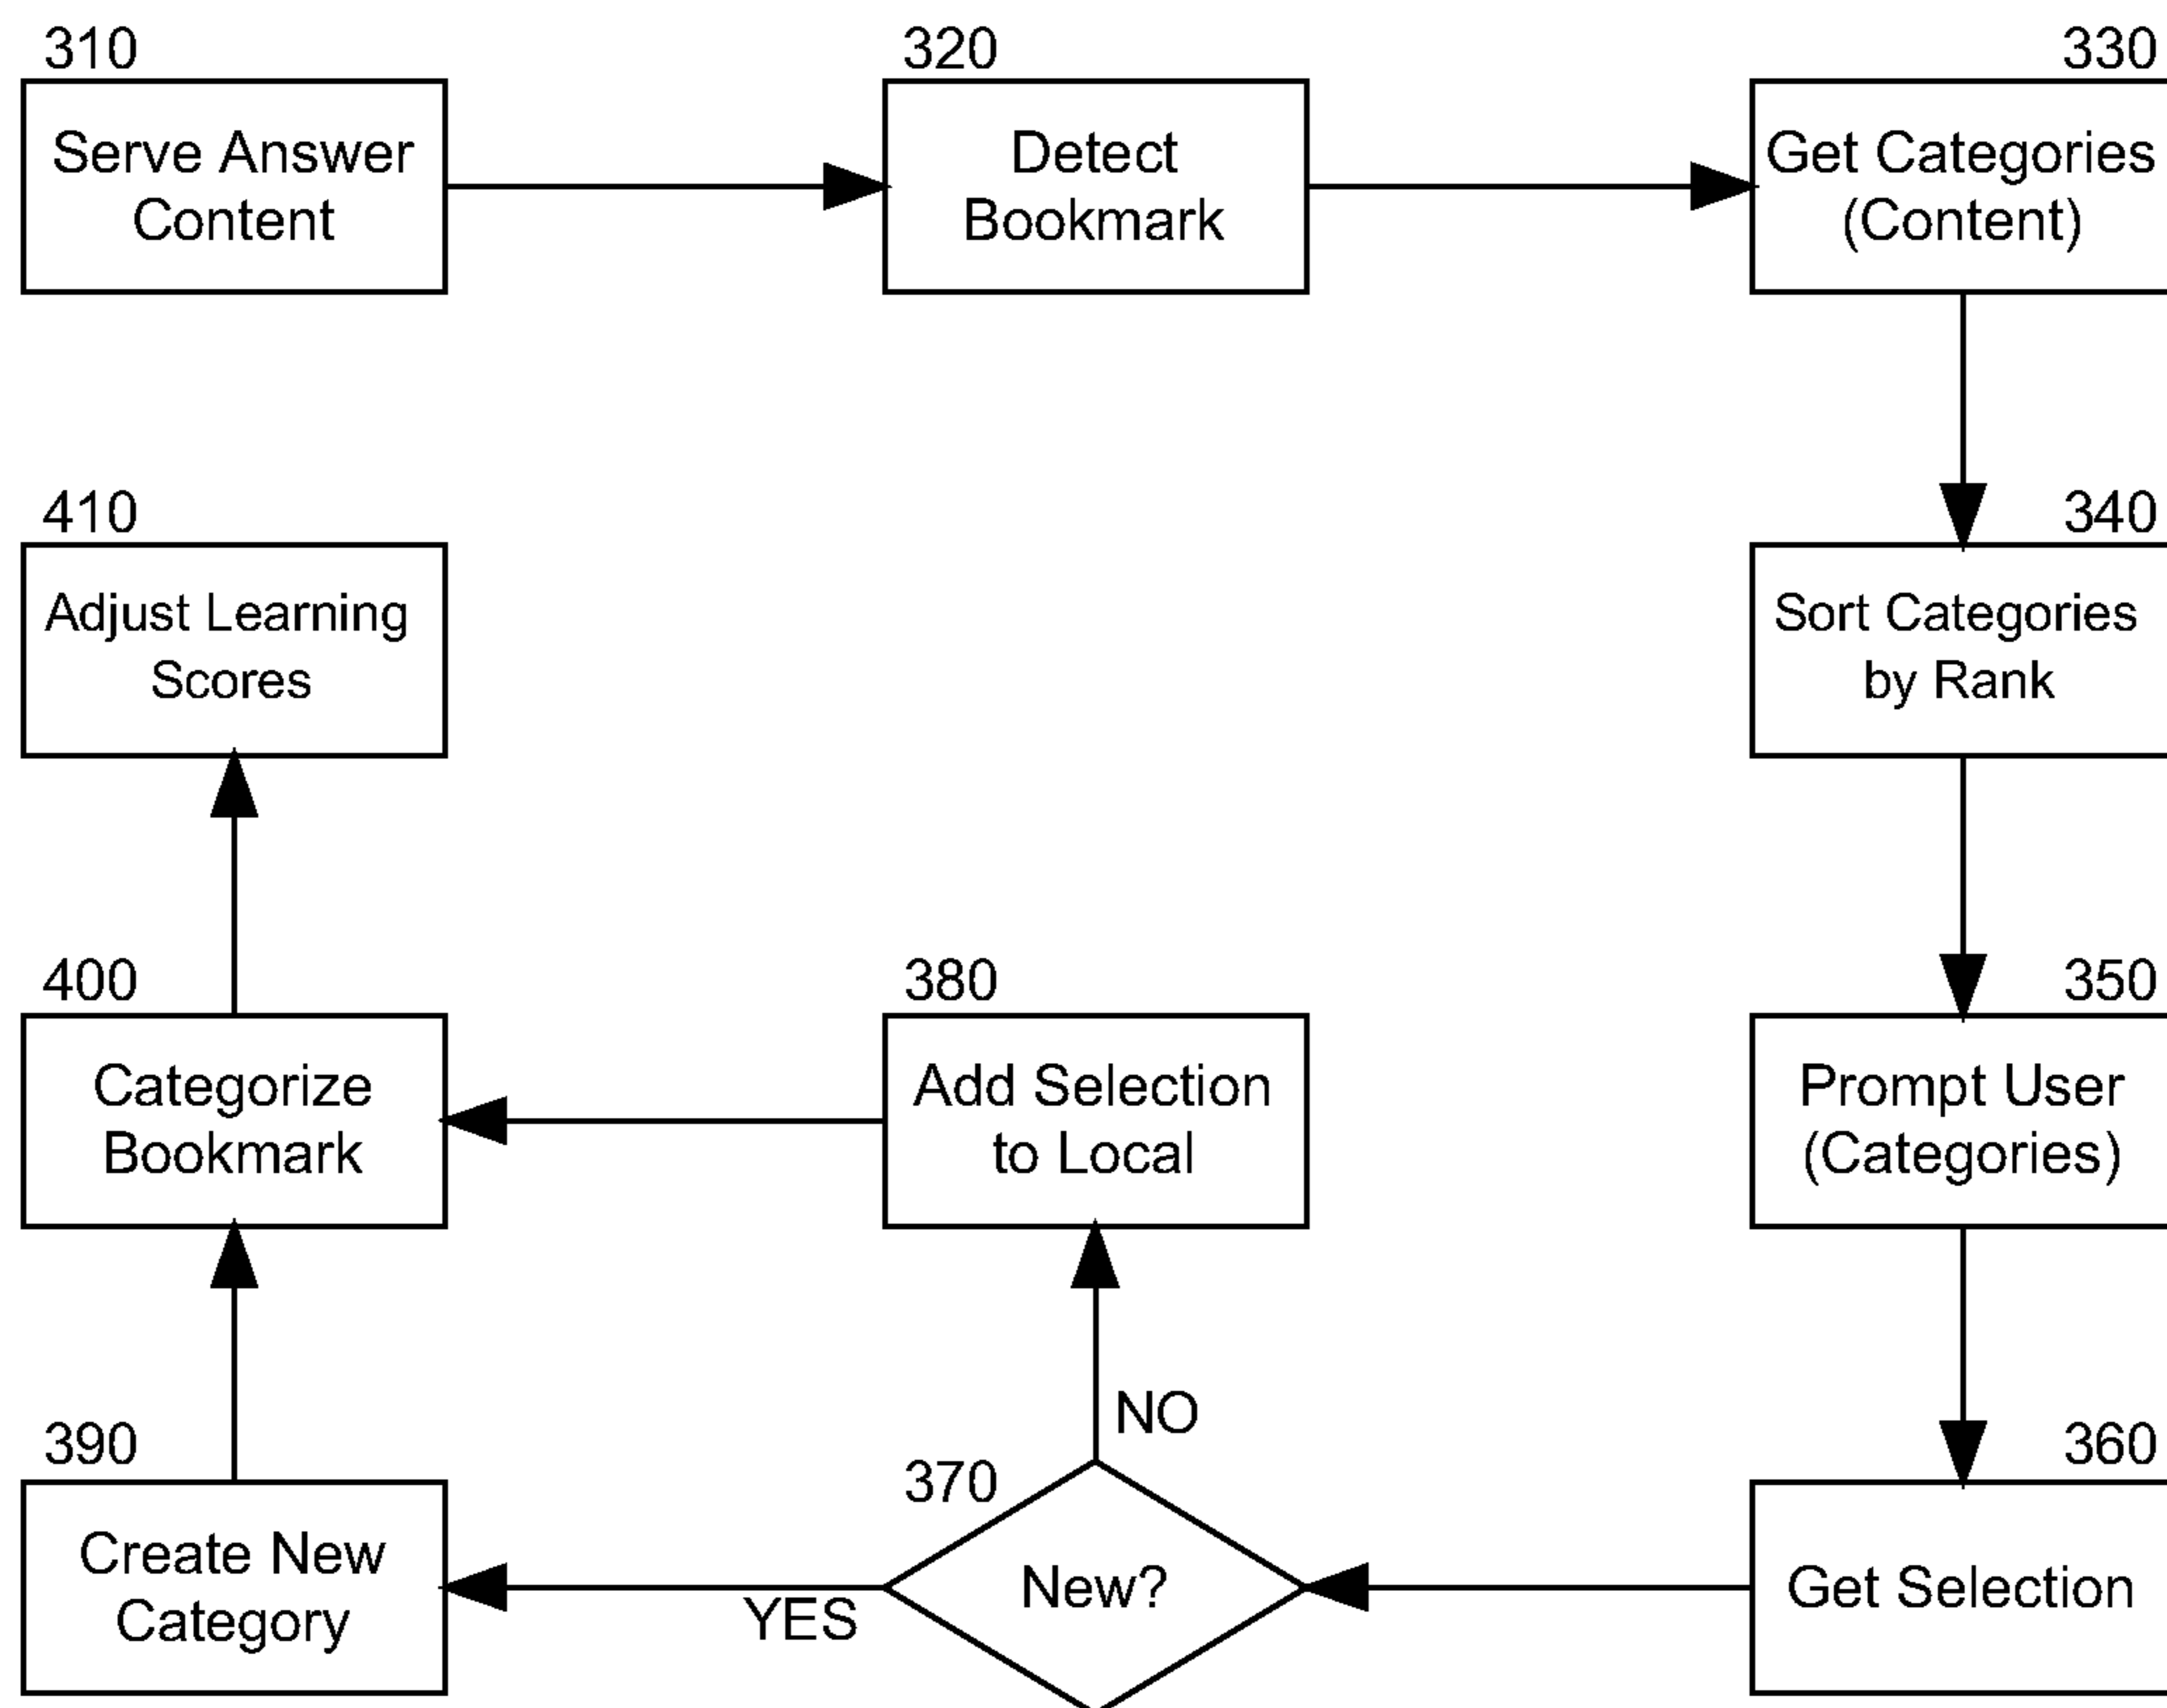 310
Serve Answer
Content
320
Detect
Bookmark
330
Get Categories
(Content)
410
Adjust Learning
Scores
340
Sort Categories
by Rank
400
Categorize
Bookmark
380
Add Selection
to Local
350
Prompt User
(Categories)
390
Create New
Category
YES
NO
370
New?
360
Get Selection